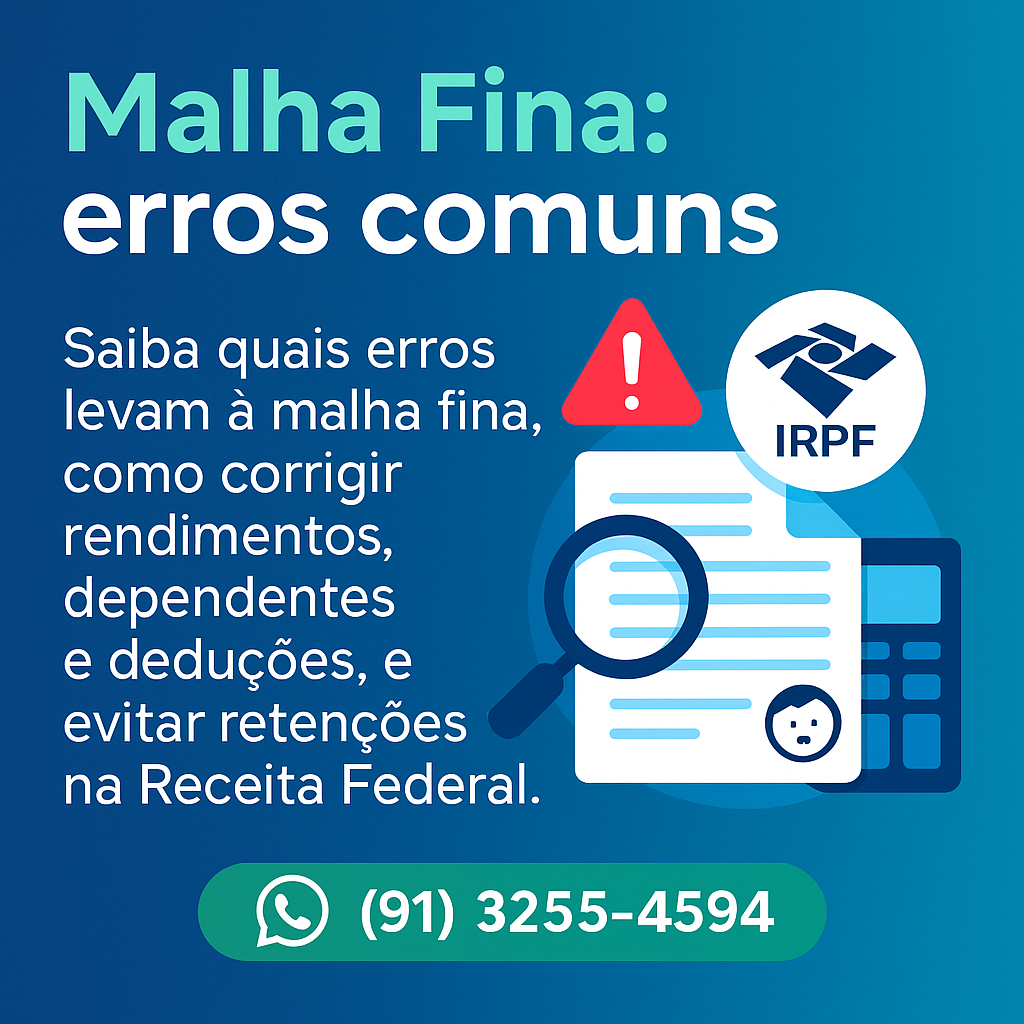 Malha Fina:
erros comuns
Saiba quais erros
levam à malha fina,
como corrigir
rendimentos,
dependentes
e deduções, e
evitar retenções
na Receita Federal.
IRPF
(91) 3255-4594